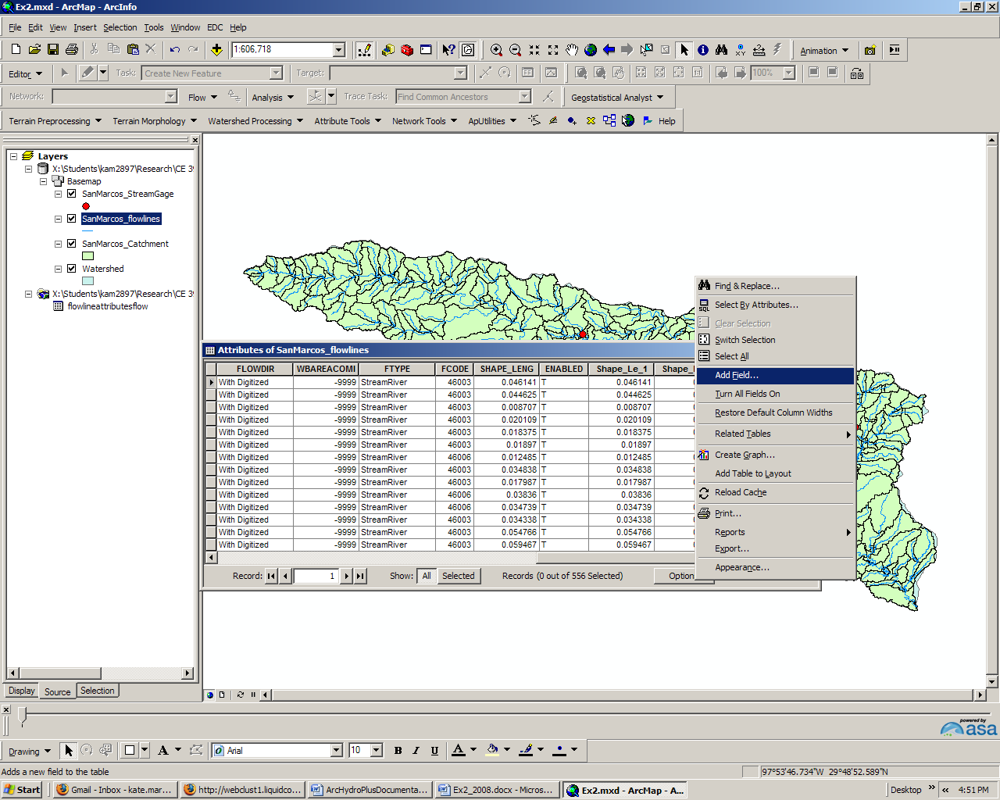 Ex2.mxd - ArcMap - ArcInfo
File Edit View Insert Selection Tools Window EDC Help
1:606,718 Animation
Editor Task: Create New Feature Target: 100%
Network: Flow Analysis Trace Task: Find Common Ancestors Geostatistical Analyst
Terrain Preprocessing Terrain Morphology Watershed Processing Attribute Tools Network Tools ApUtilities Help
Layers
X:\Students\kam2897\Research\CE 39
Basemap
SanMarcos_StreamGage
SanMarcos_flowlines
SanMarcos_Catchment
Watershed
X:\Students\kam2897\Research\CE 39
flowlineattributesflow
Display Source Selection
Attributes of SanMarcos_flowlines
FLOWDIR WBAREACOMI FTYPE FCODE SHAPE_LENG ENABLED Shape_Le_1 Shape_
With Digitized -9999 StreamRiver 46003 0.046141 T 0.046141
With Digitized -9999 StreamRiver 46003 0.044625 T 0.044625
With Digitized -9999 StreamRiver 46003 0.008707 T 0.008707
With Digitized -9999 StreamRiver 46003 0.020109 T 0.020109
With Digitized -9999 StreamRiver 46003 0.018375 T 0.018375
With Digitized -9999 StreamRiver 46003 0.01897 T 0.01897
With Digitized -9999 StreamRiver 46006 0.012485 T 0.012485
With Digitized -9999 StreamRiver 46003 0.034838 T 0.034838
With Digitized -9999 StreamRiver 46003 0.017987 T 0.017987
With Digitized -9999 StreamRiver 46006 0.03836 T 0.03836
With Digitized -9999 StreamRiver 46006 0.034739 T 0.034739
With Digitized -9999 StreamRiver 46003 0.034338 T 0.034338
With Digitized -9999 StreamRiver 46003 0.054766 T 0.054766
With Digitized -9999 StreamRiver 46003 0.059467 T 0.059467
Record: 1 Show: All Selected Records (0 out of 556 Selected) Option
Find & Replace...
SQL Select By Attributes...
Clear Selection
Switch Selection
Select All
Add Field...
Turn All Fields On
Restore Default Column Widths
Related Tables
Create Graph...
Add Table to Layout
Reload Cache
Print...
Reports
Export...
Appearance...
powered by
asa
Drawing A Arial 10 B I U A
Adds a new field to the table 97°53'46.734"W 29°48'52.589"N
Start Gmail - Inbox - kate.mar... http://webclust1.liquidco... ArcHydroPlusDocumenta... Ex2_2008.docx - Micros... Ex2.mxd - ArcMap - A... Desktop 4:51 PM